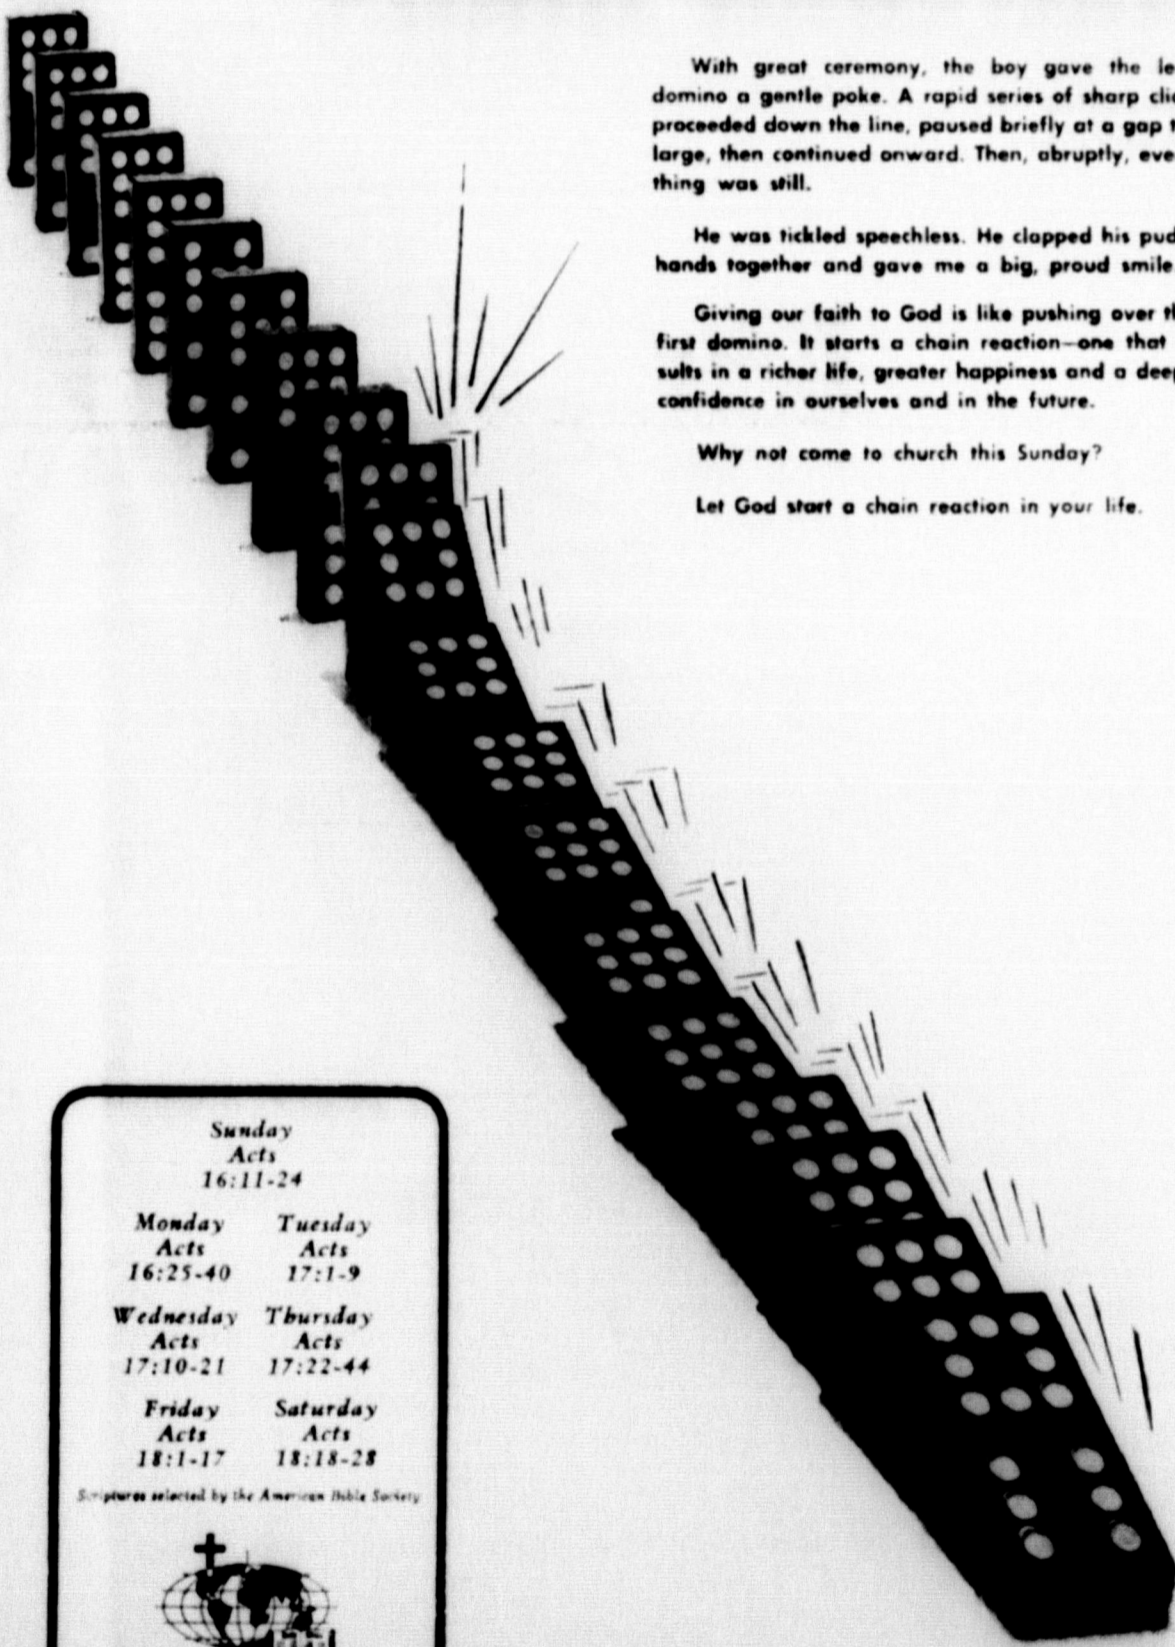 With great ceremony, the boy gave the le
domino a gentle poke. A rapid series of sharp clic
proceeded down the line, paused briefly at a gap t
large, then continued onward. Then, abruptly, eve
thing was still.
He was tickled speechless. He clapped his pud
hands together and gave me a big, proud smile
Giving our faith to God is like pushing over th
first domino. It starts a chain reaction—one that
sults in a richer life, greater happiness and a deep
confidence in ourselves and in the future.
Why not come to church this Sunday?
Let God start a chain reaction in your life.
Sunday
Acts
16:11-24
Monday Tuesday
Acts Acts
16:25-40 17:1-9
Wednesday Thursday
Acts Acts
17:10-21 17:22-44
Friday Saturday
Acts Acts
18:1-17 18:18-28
Scriptures selected by the American Bible Society